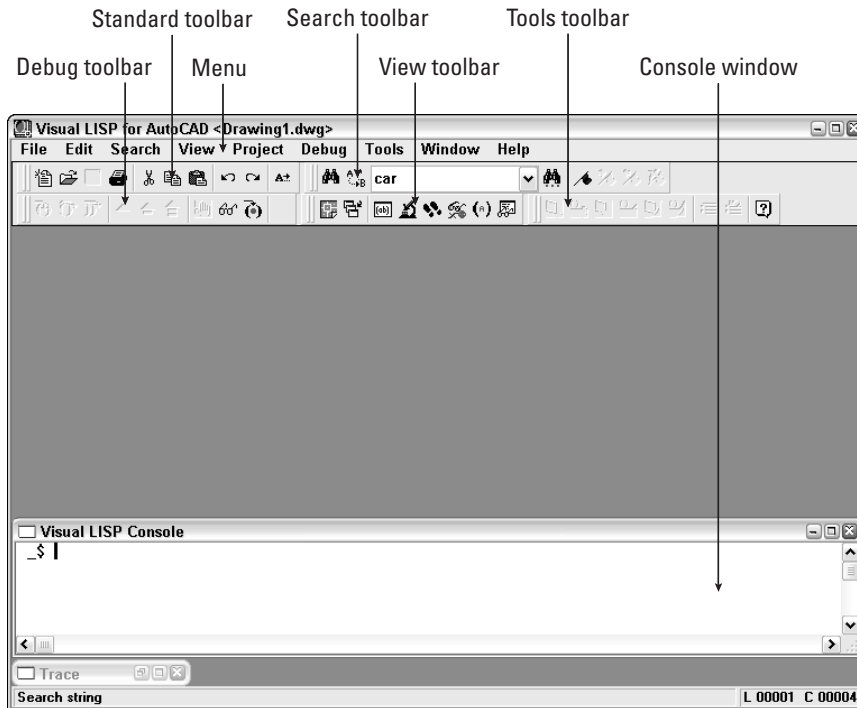 Standard toolbar Search toolbar Tools toolbar
Debug toolbar Menu View toolbar Console window
Visual LISP for AutoCAD <Drawing1.dwg>
File Edit Search View Project Debug Tools Window Help
car
Visual LISP Console
_$
Trace
Search string L 00001 C 00004